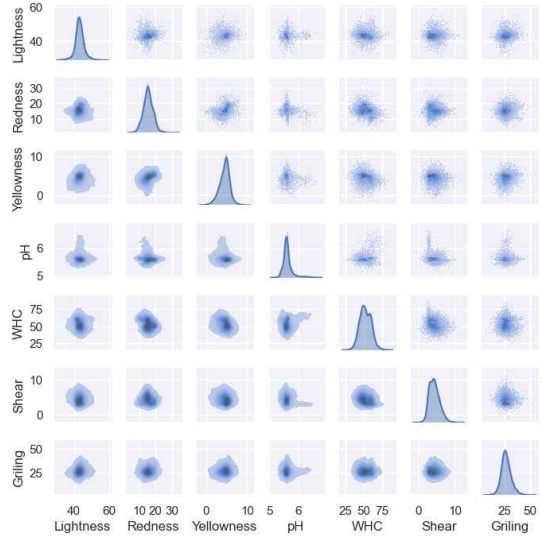 Lightness
60
40
Redness
30
20
10
Yellowness
10
0
pH
6
5
WHC
75
50
25
Shear
10
0
Griling
50
25
40 60 10 20 30 0 10 5 6 25 50 75 0 10 25 50
Lightness Redness Yellowness pH WHC Shear Griling